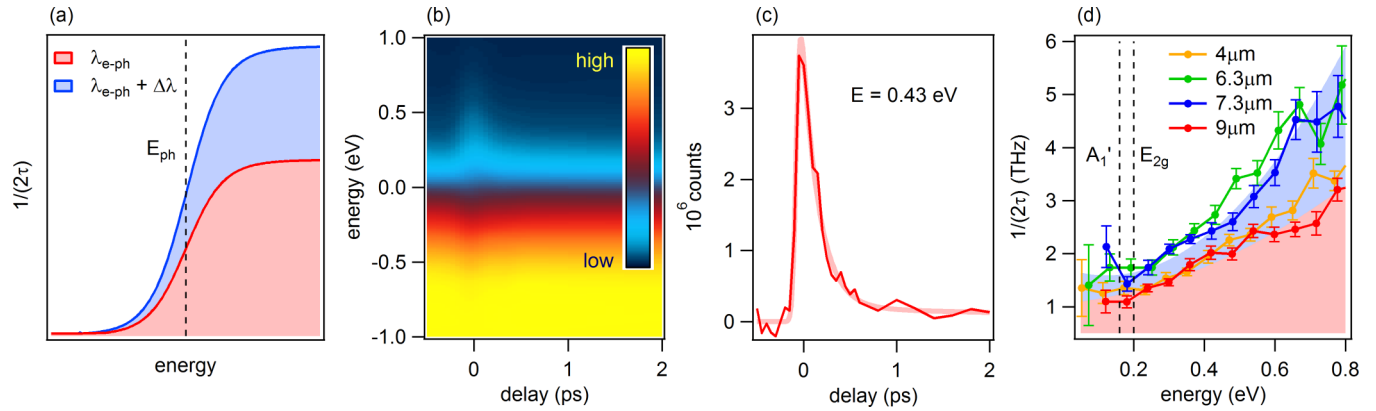 (a)
λe-ph
λe-ph + Δλ
Eph
1/(2τ)
energy
(b)
1.0
0.5
0.0
-0.5
-1.0
energy (eV)
high
low
0
1
2
delay (ps)
(c)
E = 0.43 eV
3
2
1
0
10^6 counts
0
1
2
delay (ps)
(d)
6
5
4
3
2
1
1/(2τ) (THz)
4μm
6.3μm
7.3μm
9μm
A1'
E2g
0.2
0.4
0.6
0.8
energy (eV)